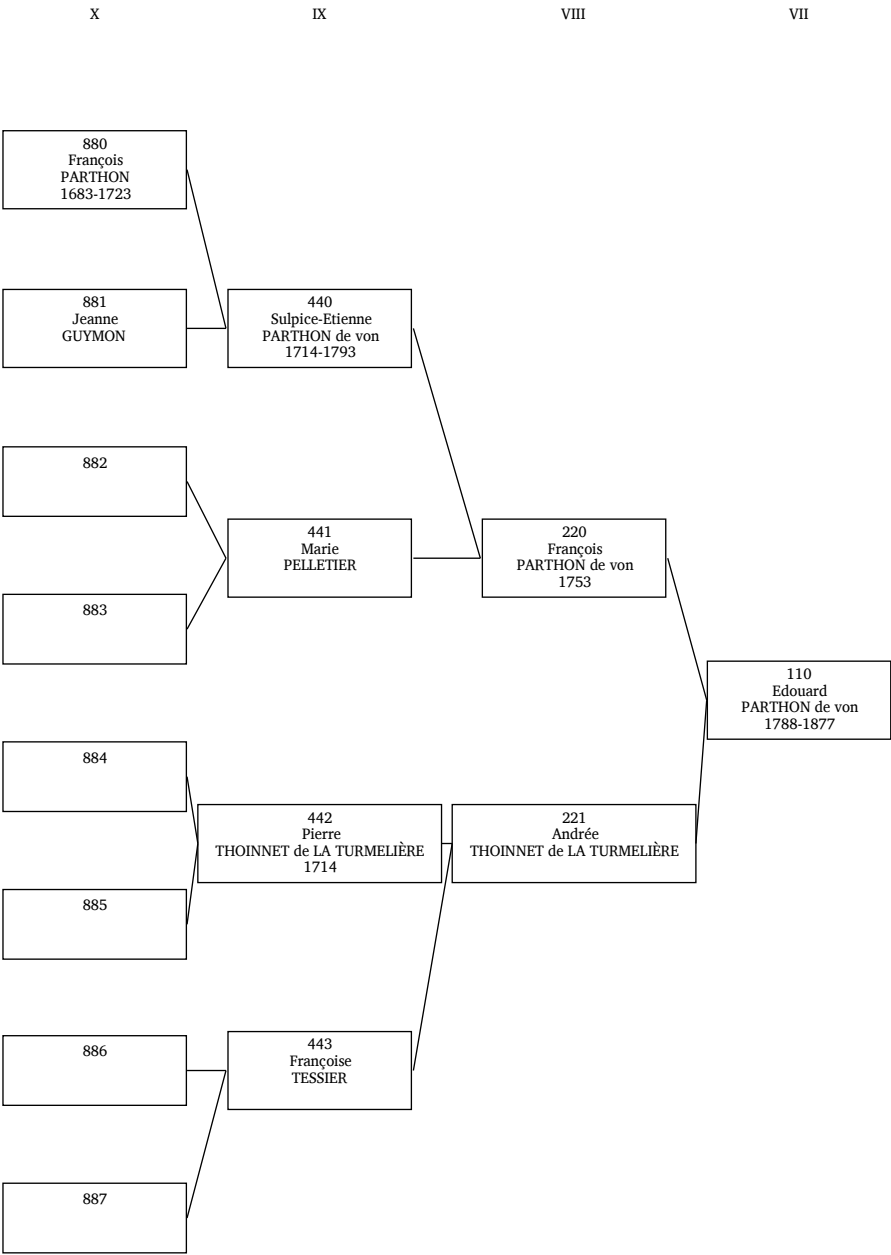 X IX VIII VII
880
François
PARTHON
1683-1723
881
Jeanne
GUYMON
440
Sulpice-Etienne
PARTHON de von
1714-1793
882
441
Marie
PELLETIER
220
François
PARTHON de von
1753
883
110
Edouard
PARTHON de von
1788-1877
884
442
Pierre
THOINNET de LA TURMELIÈRE
1714
221
Andrée
THOINNET de LA TURMELIÈRE
885
886
443
Françoise
TESSIER
887